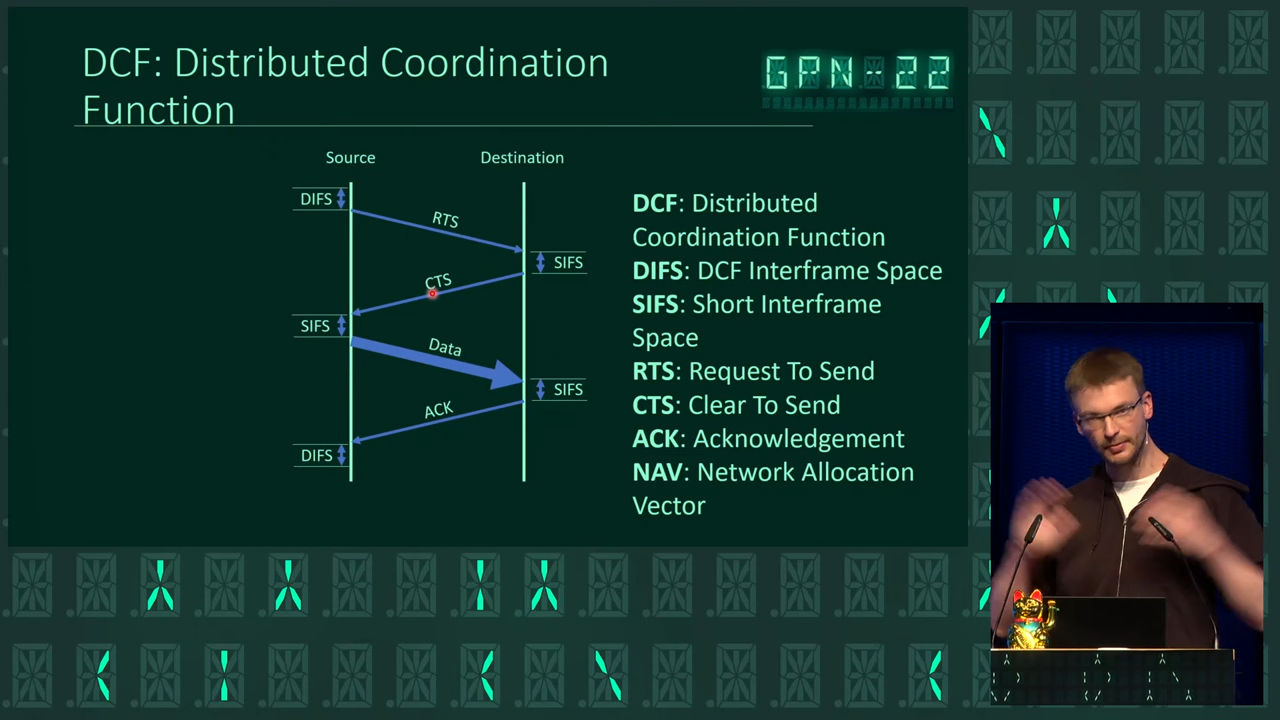 DCF: Distributed Coordination
Function
GPN-22
Source
Destination
DIFS
RTS
SIFS
CTS
SIFS
Data
SIFS
ACK
DIFS
DCF: Distributed
Coordination Function
DIFS: DCF Interframe Space
SIFS: Short Interframe
Space
RTS: Request To Send
CTS: Clear To Send
ACK: Acknowledgement
NAV: Network Allocation
Vector